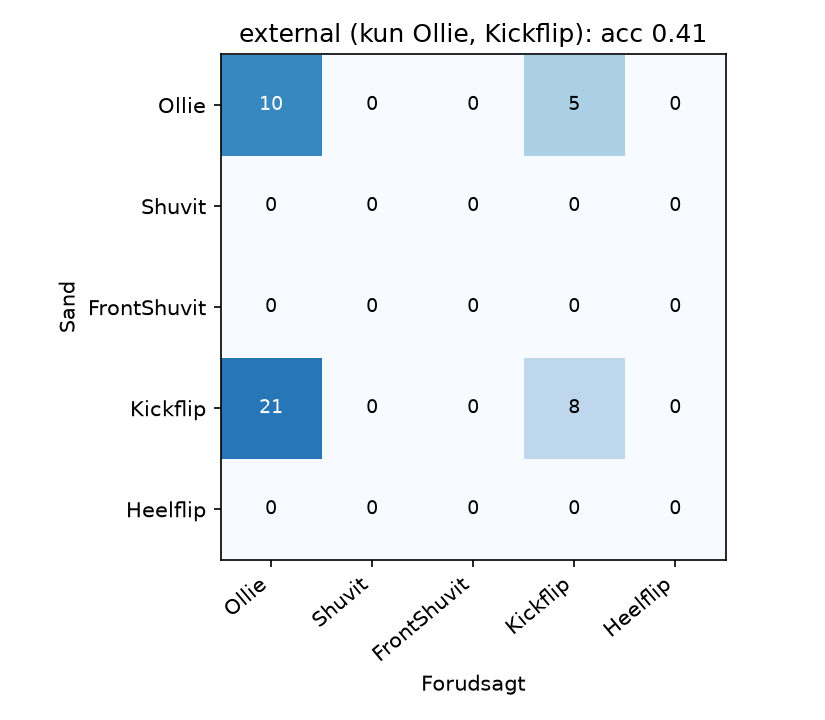 external (kun Ollie, Kickflip): acc 0.41
Ollie 10 0 0 5 0
Shuvit 0 0 0 0 0
FrontShuvit 0 0 0 0 0
Kickflip 21 0 0 8 0
Heelflip 0 0 0 0 0
Sand
Ollie Shuvit FrontShuvit Kickflip Heelflip
Forudsagt